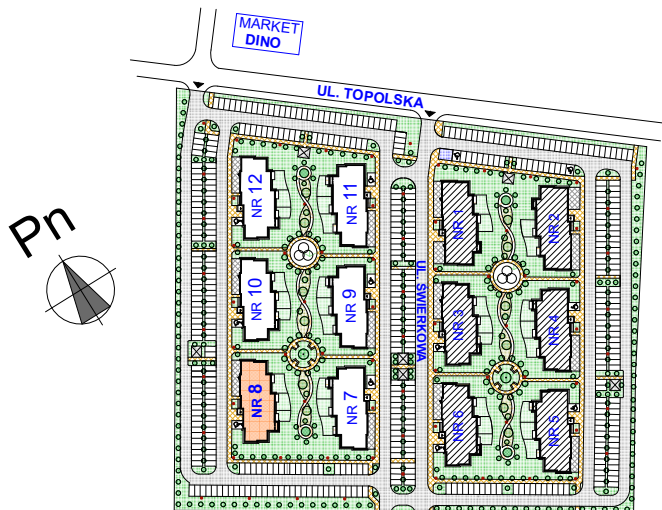 MARKET
DINO
UL. TOPOLSKA
Pn
NR 12
NR 11
NR 1
NR 2
NR 10
NR 9
UL. ŚWIERKOWA
NR 3
NR 4
NR 8
NR 7
NR 6
NR 5